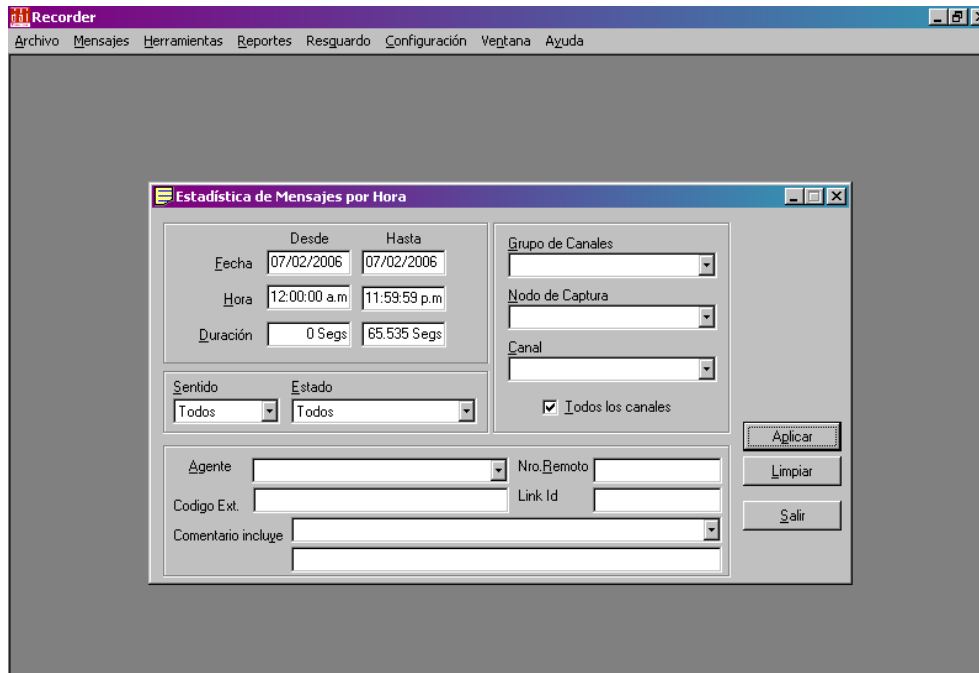 Recorder
Archivo Mensajes Herramientas Reportes Resguardo Configuración Ventana Ayuda
Estadística de Mensajes por Hora
Desde Hasta
Fecha 07/02/2006 07/02/2006
Hora 12:00:00 a.m 11:59:59 p.m
Duración 0 Segs 65.535 Segs
Sentido Estado
Todos Todos
Grupo de Canales
Nodo de Captura
Canal
Todos los canales
Agente Nro.Remoto
Codigo Ext. Link Id
Comentario incluye
Aplicar
Limpiar
Salir